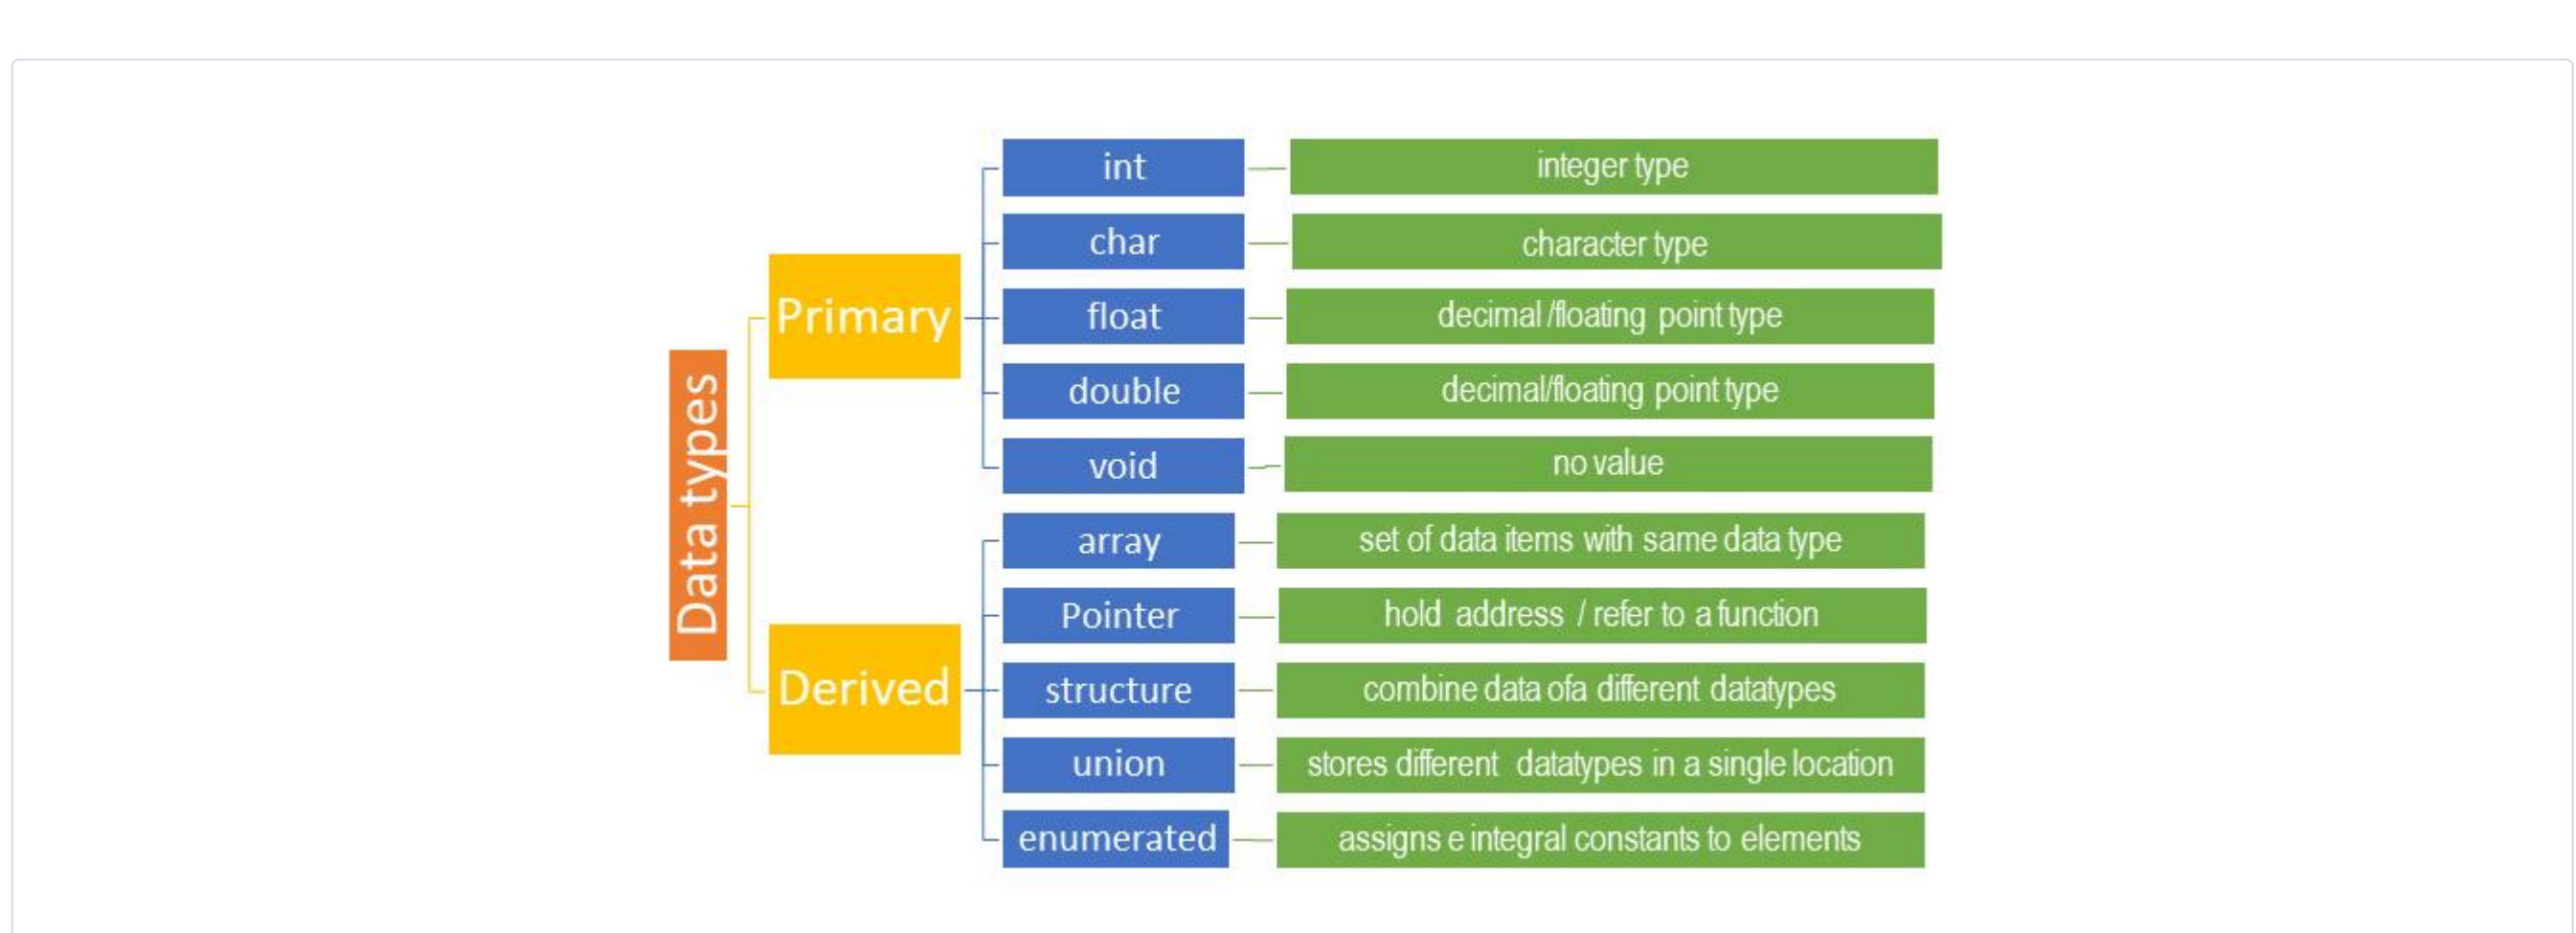 Data types
Primary
int
integer type
char
character type
float
decimal /floating point type
double
decimal/floating point type
void
no value
Derived
array
set of data items with same data type
Pointer
hold address / refer to a function
structure
combine data ofa different datatypes
union
stores different datatypes in a single location
enumerated
assigns e integral constants to elements